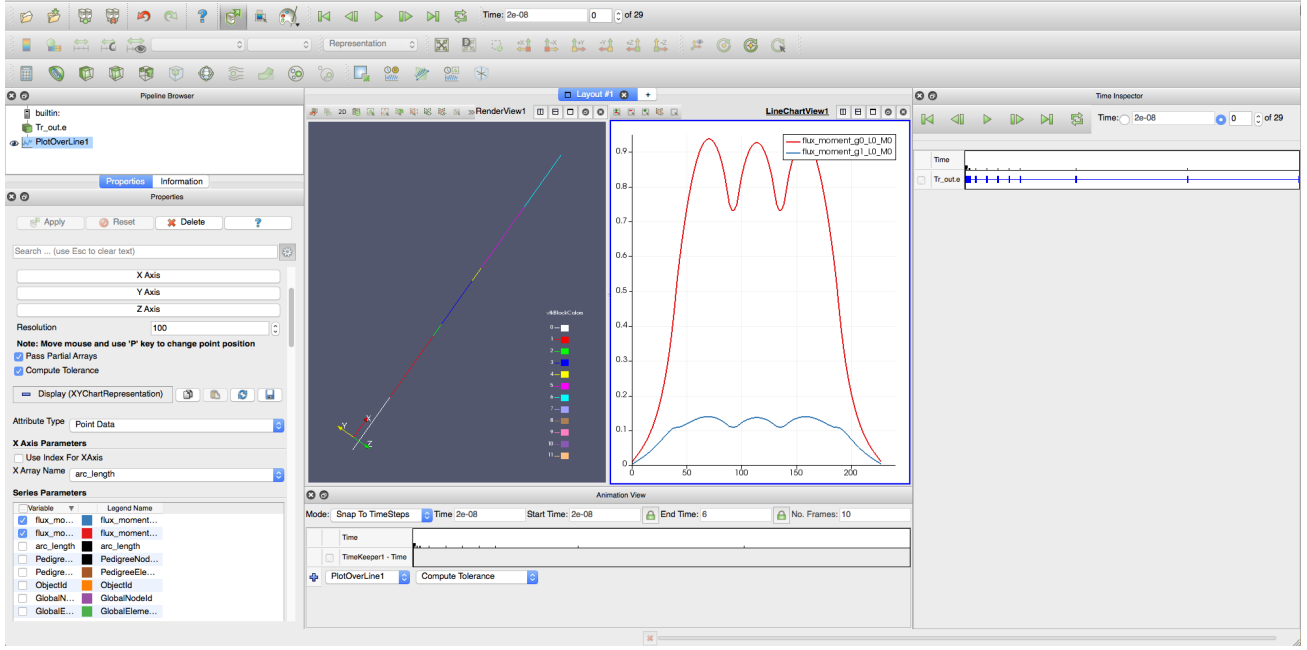 Time: 2e-08 0 of 29
Representation
Pipeline Browser
builtin:
Tr_out.e
PlotOverLine1
Properties Information
Properties
Apply Reset Delete ?
Search ... (use Esc to clear text)
X Axis
Y Axis
Z Axis
Resolution 100
Note: Move mouse and use 'P' key to change point position
Pass Partial Arrays
Compute Tolerance
Display (XYChartRepresentation)
Attribute Type Point Data
X Axis Parameters
Use Index For XAxis
X Array Name arc_length
Series Parameters
Variable Legend Name
flux_mo... flux_moment...
flux_mo... flux_moment...
arc_length arc_length
Pedigree... PedigreeNod...
Pedigre... PedigreeEle...
ObjectId ObjectId
GlobalN... GlobalNodeId
GlobalE... GlobalEleme...
Layout #1 +
2D »RenderView1
vtkBlockColors
0
1
2
3
4
5
6
7
8
9
10
11
X
Y
Z
LineChartView1
flux_moment_g0_L0_M0
flux_moment_g1_L0_M0
0.9
0.8
0.7
0.6
0.5
0.4
0.3
0.2
0.1
0
0 50 100 150 200
Animation View
Mode: Snap To TimeSteps Time 2e-08 Start Time: 2e-08 End Time: 6 No. Frames: 10
Time
TimeKeeper1 - Time
PlotOverLine1 Compute Tolerance
Time Inspector
Time: 2e-08 0 of 29
Time
Tr_out.e